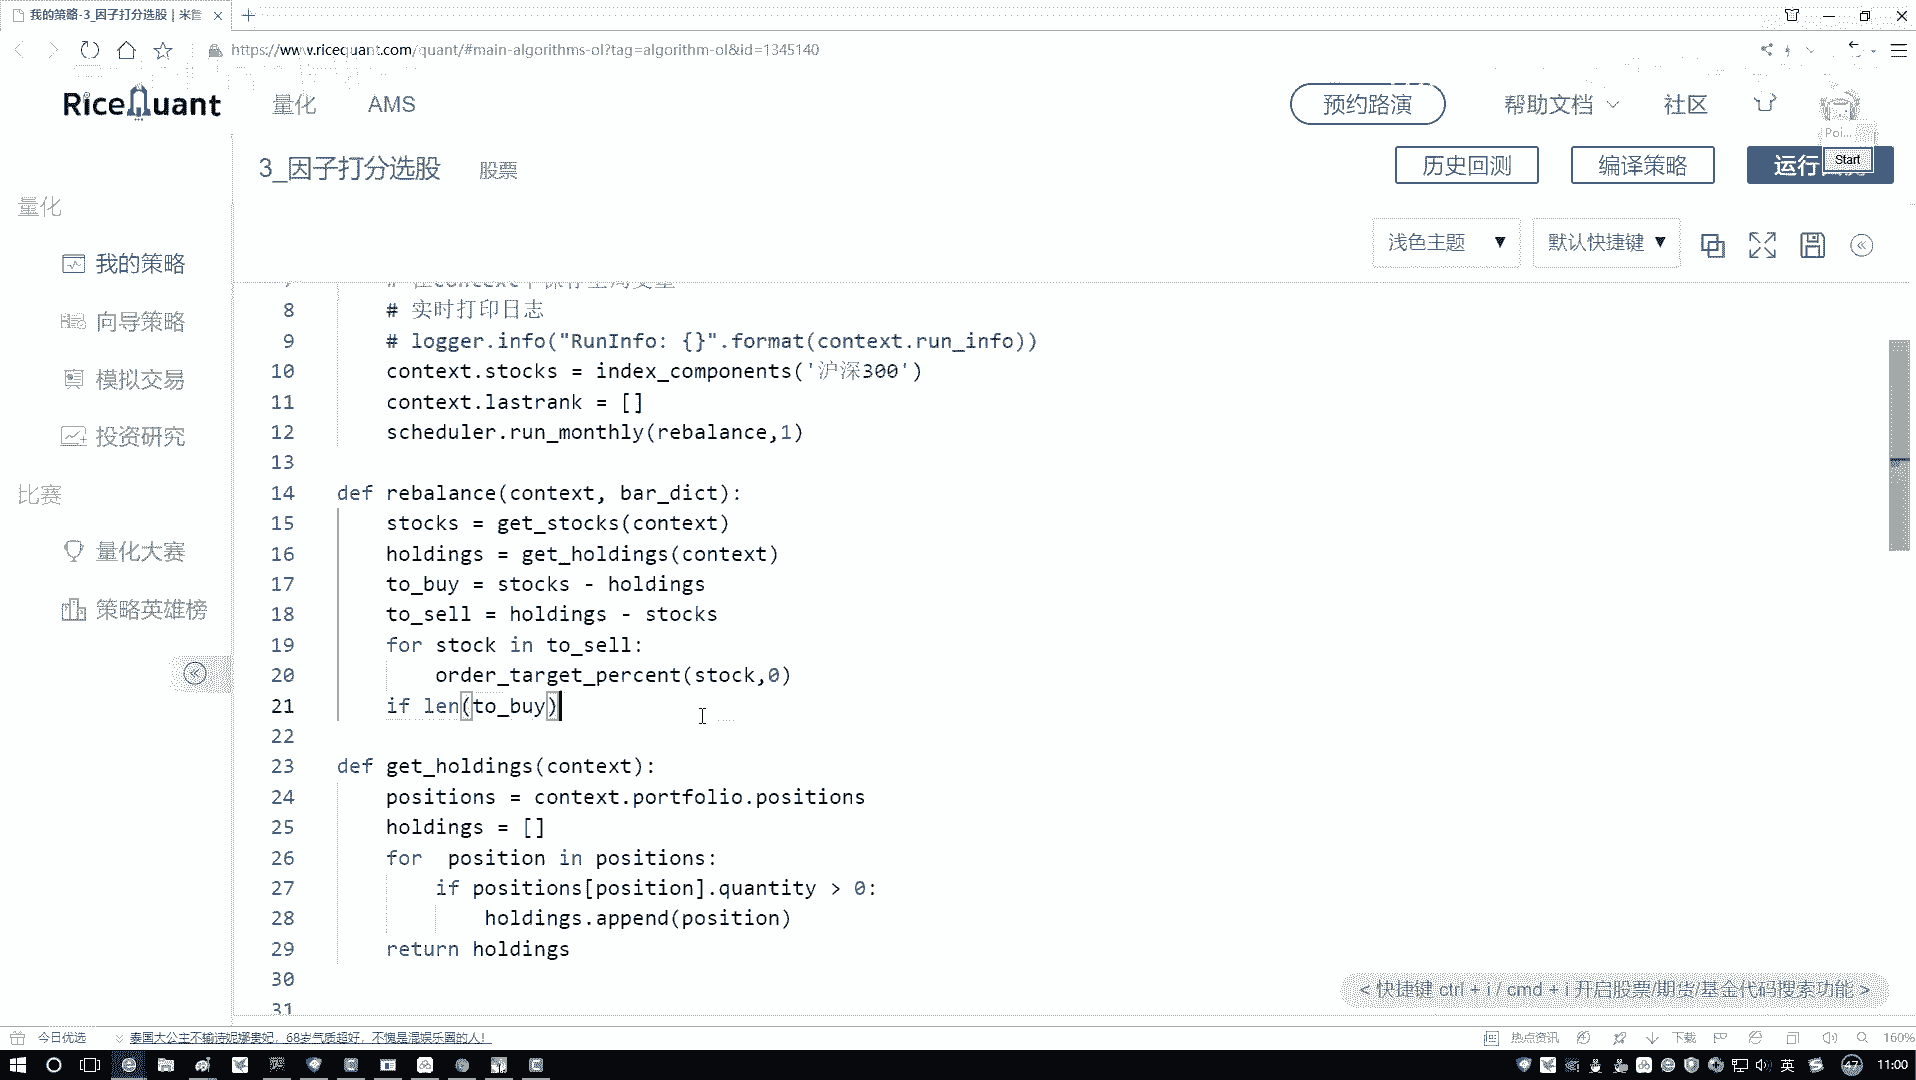 我的策略-3_因子打分选股 | 米
https://www.ricequant.com/quant/#main-algorithms-ol?tag=algorithm-ol&id=1345140
RiceQuant
量化
AMS
预约路演
帮助文档
社区
Poi...
3_因子打分选股
股票
历史回测
编译策略
运行
Start
浅色主题
默认快捷键
量化
我的策略
向导策略
模拟交易
投资研究
比赛
量化大赛
策略英雄榜
8 # 实时打印日志
9 # logger.info("RunInfo: {}".format(context.run_info))
10 context.stocks = index_components('沪深300')
11 context.lastrank = []
12 scheduler.run_monthly(rebalance,1)
13
14 def rebalance(context, bar_dict):
15 stocks = get_stocks(context)
16 holdings = get_holdings(context)
17 to_buy = stocks - holdings
18 to_sell = holdings - stocks
19 for stock in to_sell:
20 order_target_percent(stock,0)
21 if len(to_buy)
22
23 def get_holdings(context):
24 positions = context.portfolio.positions
25 holdings = []
26 for  position in positions:
27 if positions[position].quantity > 0:
28 holdings.append(position)
29 return holdings
30
31
< 快捷键 ctrl + i / cmd + i 开启股票/期货/基金代码搜索功能 >
今日优选
泰国大公主不输诗妮娜贵妃，68岁气质超好，不愧是混娱乐圈的人！
热点资讯
下载
160%
英
47
11:00